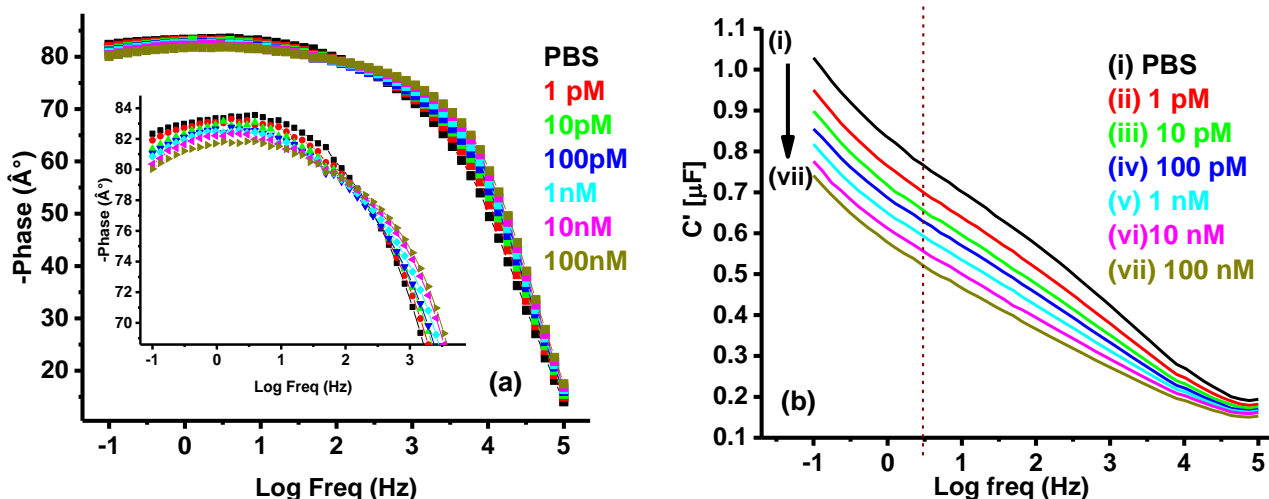 80
70
60
50
40
30
20
-1
0
1
2
3
4
5
-Phase (Â°)
Log Freq (Hz)
PBS
1 pM
10pM
100pM
1nM
10nM
100nM
84
82
80
78
76
74
72
70
-1
0
1
2
3
-Phase (Â°)
Log Freq (Hz)
(a)
1.1
1.0
0.9
0.8
0.7
0.6
0.5
0.4
0.3
0.2
0.1
-1
0
1
2
3
4
5
C' [µF]
Log freq (Hz)
(i)
(vii)
(i) PBS
(ii) 1 pM
(iii) 10 pM
(iv) 100 pM
(v) 1 nM
(vi)10 nM
(vii) 100 nM
(b)